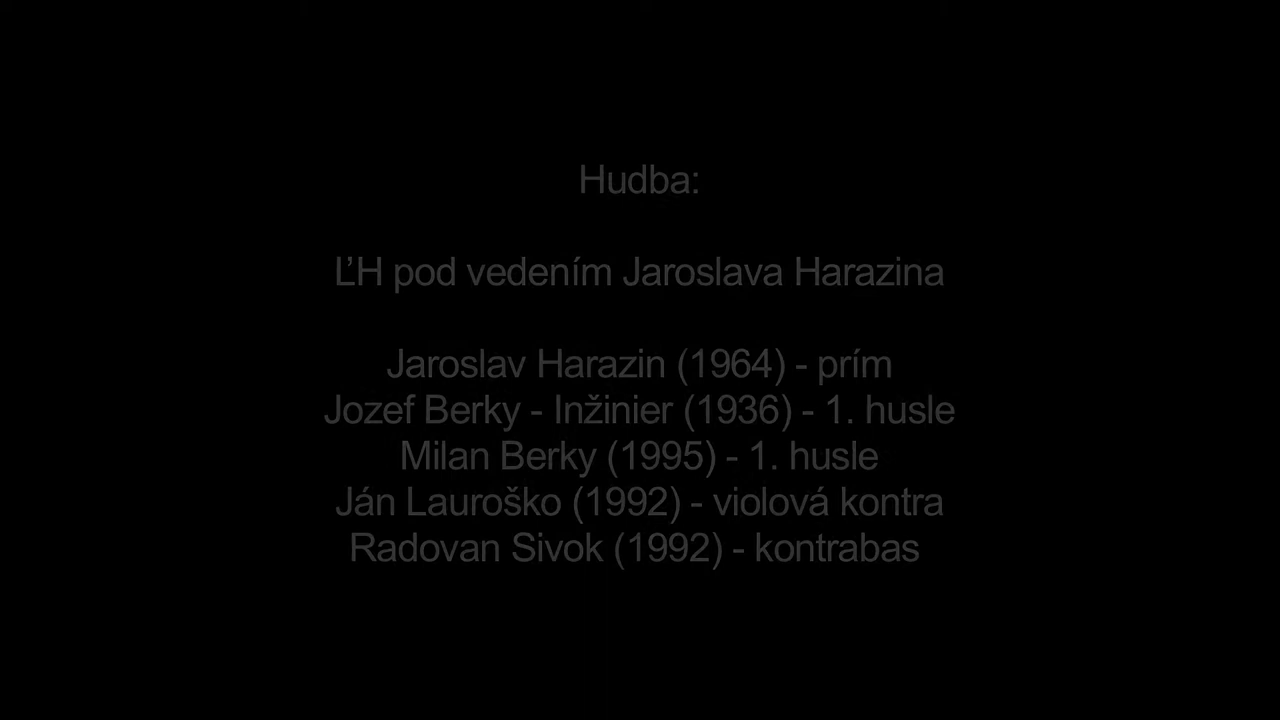 Hudba:
ĽH pod vedením Jaroslava Harazina
Jaroslav Harazin (1964) - prím
Jozef Berky - Inžinier (1936) - 1. husle
Milan Berky (1995) - 1. husle
Ján Lauroško (1992) - violová kontra
Radovan Sivok (1992) - kontrabas